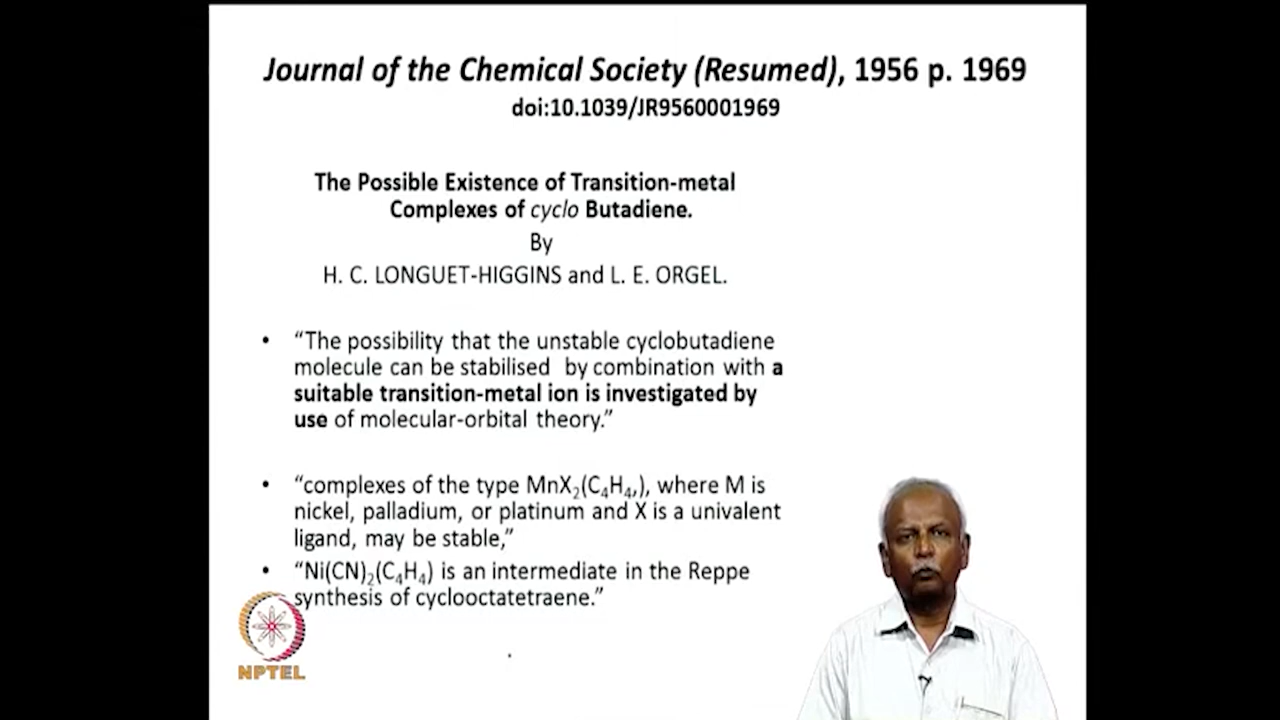 Journal of the Chemical Society (Resumed), 1956 p. 1969
doi:10.1039/JR9560001969
The Possible Existence of Transition-metal
Complexes of cyclo Butadiene.
By
H. C. LONGUET-HIGGINS and L. E. ORGEL.
• “The possibility that the unstable cyclobutadiene
molecule can be stabilised by combination with a
suitable transition-metal ion is investigated by
use of molecular-orbital theory.”
• “complexes of the type MnX₂(C₄H₄,), where M is
nickel, palladium, or platinum and X is a univalent
ligand, may be stable,”
• “Ni(CN)₂(C₄H₄) is an intermediate in the Reppe
synthesis of cyclooctatetraene.”
NPTEL